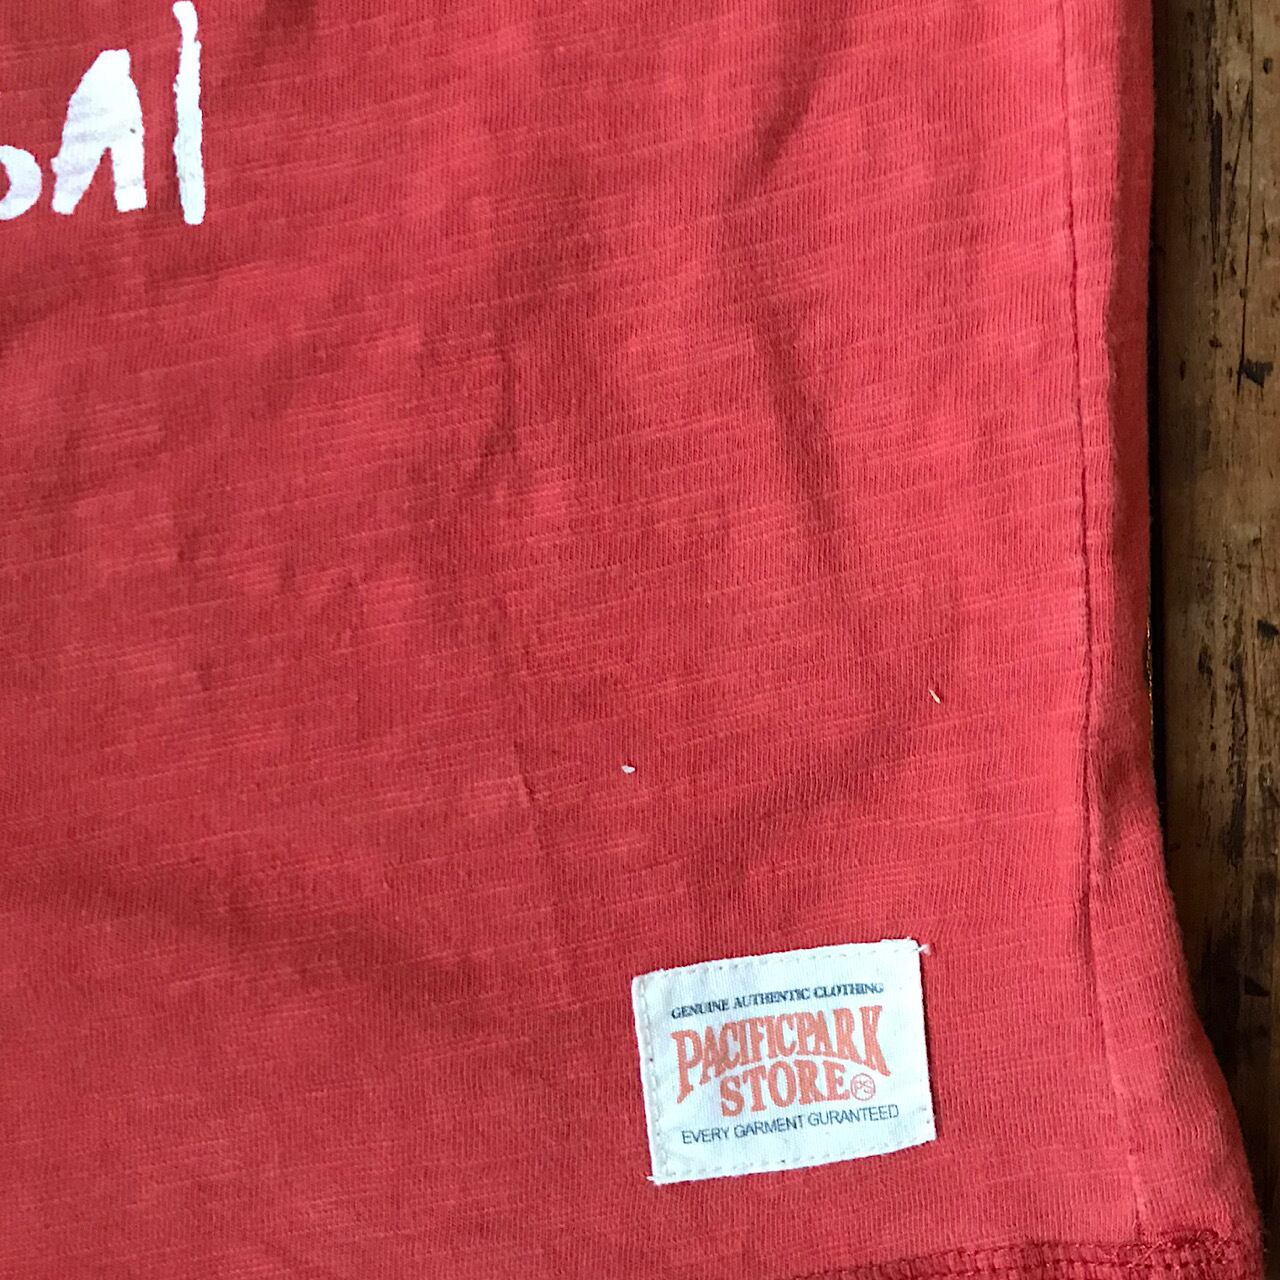 GENUINE AUTHENTIC CLOTHING
PACIFICPARK
STORE PS
EVERY GARMENT GURANTEED